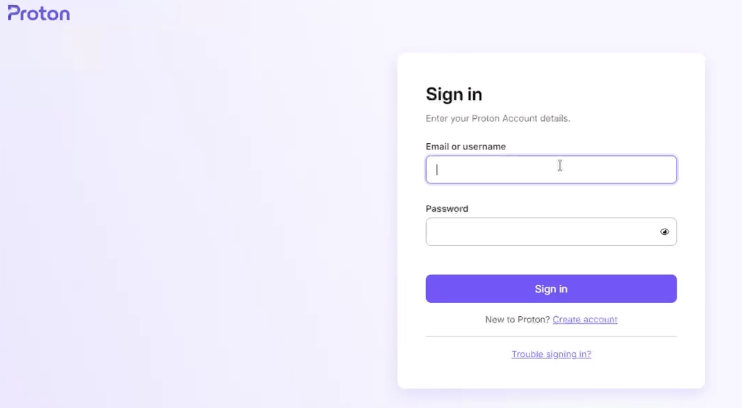 Proton
Sign in
Enter your Proton Account details.
Email or username
Password
Sign in
New to Proton? Create account
Trouble signing in?